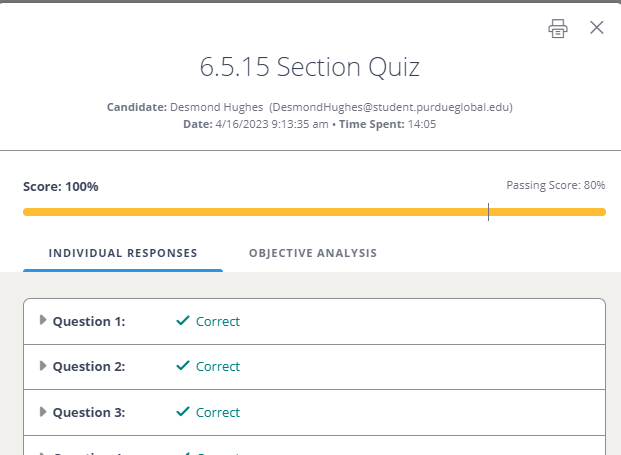 6.5.15 Section Quiz
Candidate: Desmond Hughes (DesmondHughes@student.purdueglobal.edu)
Date: 4/16/2023 9:13:35 am • Time Spent: 14:05
Score: 100%
Passing Score: 80%
INDIVIDUAL RESPONSES
OBJECTIVE ANALYSIS
Question 1: Correct
Question 2: Correct
Question 3: Correct